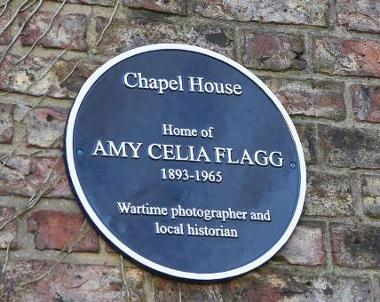 Chapel House
Home of
AMY CELIA FLAGG
1893-1965
Wartime photographer and
local historian